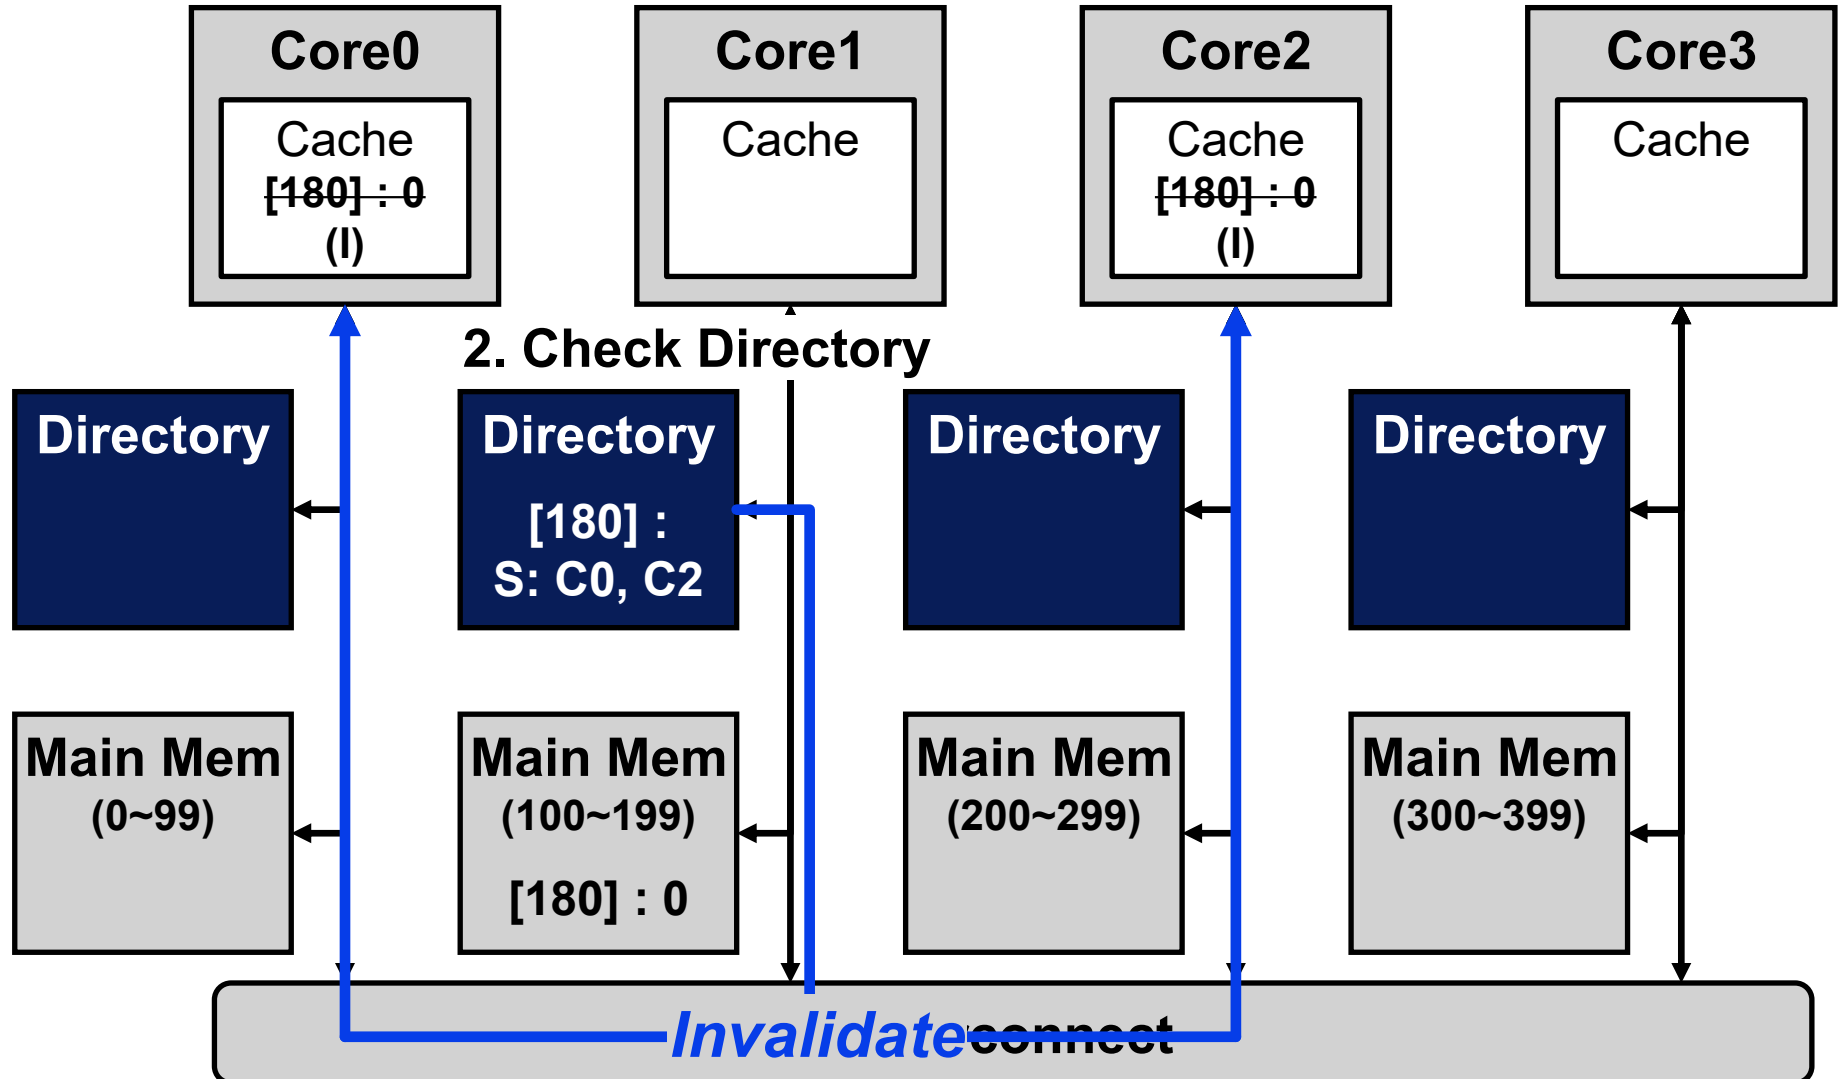 Core0
Core1
Core2
Core3
Cache
[180] : 0
(I)
Cache
Cache
[180] : 0
(I)
Cache
2. Check Directory
Directory
Directory
[180] :
S: C0, C2
Directory
Directory
Main Mem
(0~99)
Main Mem
(100~199)
[180] : 0
Main Mem
(200~299)
Main Mem
(300~399)
Invalidate